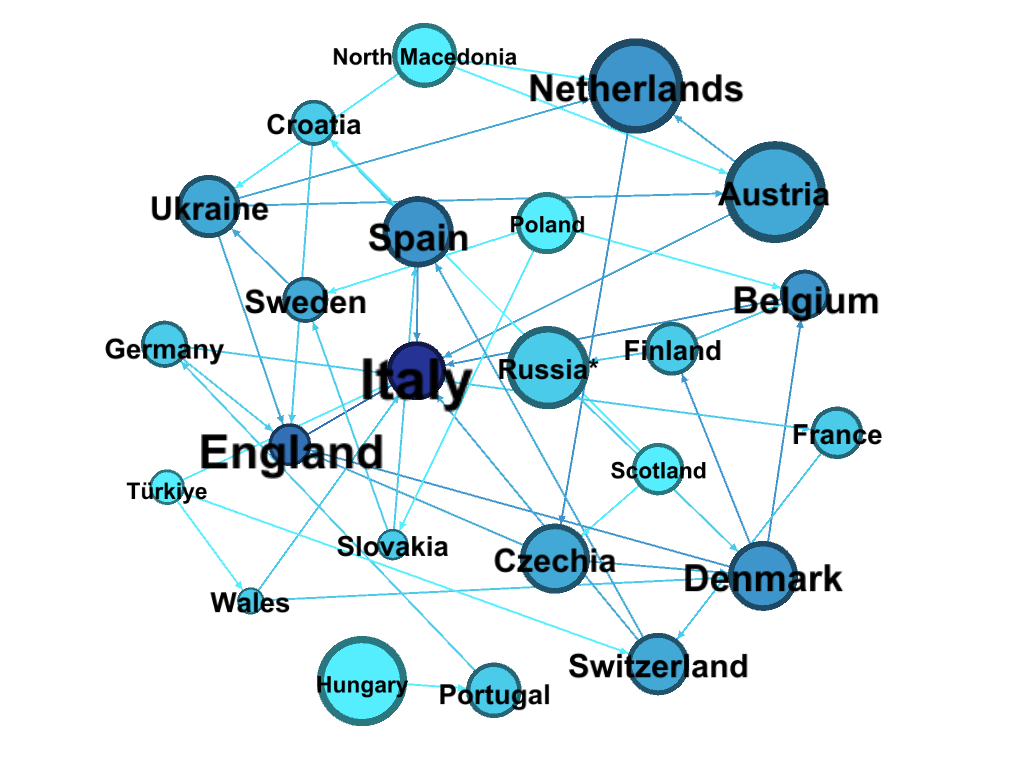 North Macedonia
Netherlands
Croatia
Austria
Ukraine
Spain
Poland
Sweden
Belgium
Germany
Italy
Russia*
Finland
England
France
Türkiye
Scotland
Slovakia
Czechia
Denmark
Wales
Switzerland
Hungary
Portugal